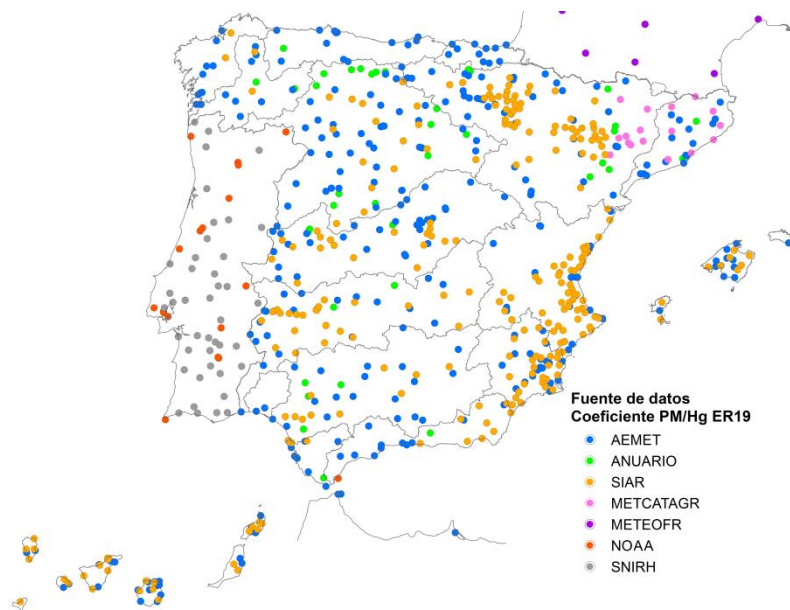 Fuente de datos
Coeficiente PM/Hg ER19
AEMET
ANUARIO
SIAR
METCATAGR
METEOFR
NOAA
SNIRH